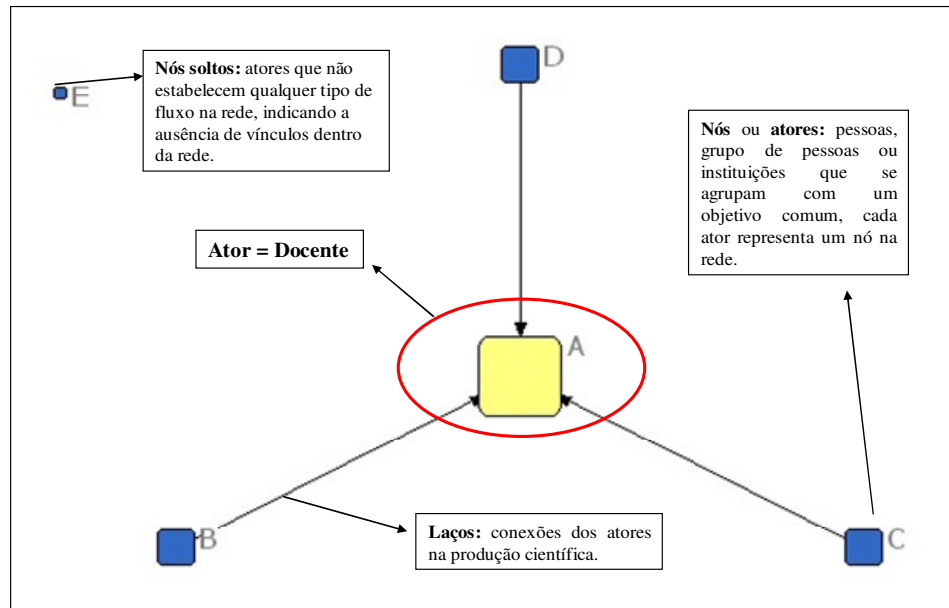 D
Nós soltos: atores que não
estabelecem qualquer tipo de
fluxo na rede, indicando a
ausência de vínculos dentro
da rede.
E
Nós ou atores: pessoas,
grupo de pessoas ou
instituições que se
agrupam com um
objetivo comum, cada
ator representa um nó na
rede.
Ator = Docente
A
B
Laços: conexões dos atores
na produção científica.
C